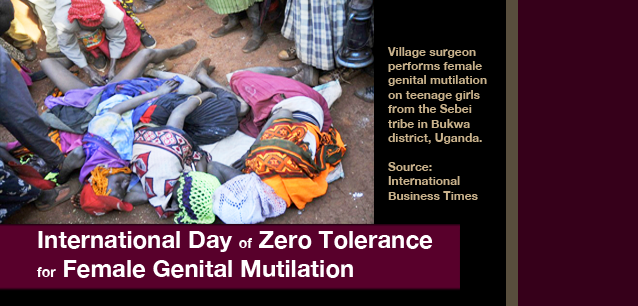 Village surgeon
performs female
genital mutilation
on teenage girls
from the Sebei
tribe in Bukwa
district, Uganda.
Source:
International
Business Times
International Day of Zero Tolerance
for Female Genital Mutilation